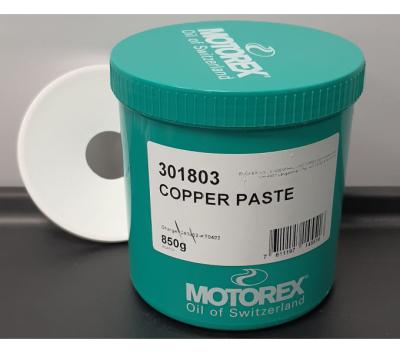 MOTOREX
Oil of Switzerland
301803
COPPER PASTE
850g
MOTOREX
Oil of Switzerland